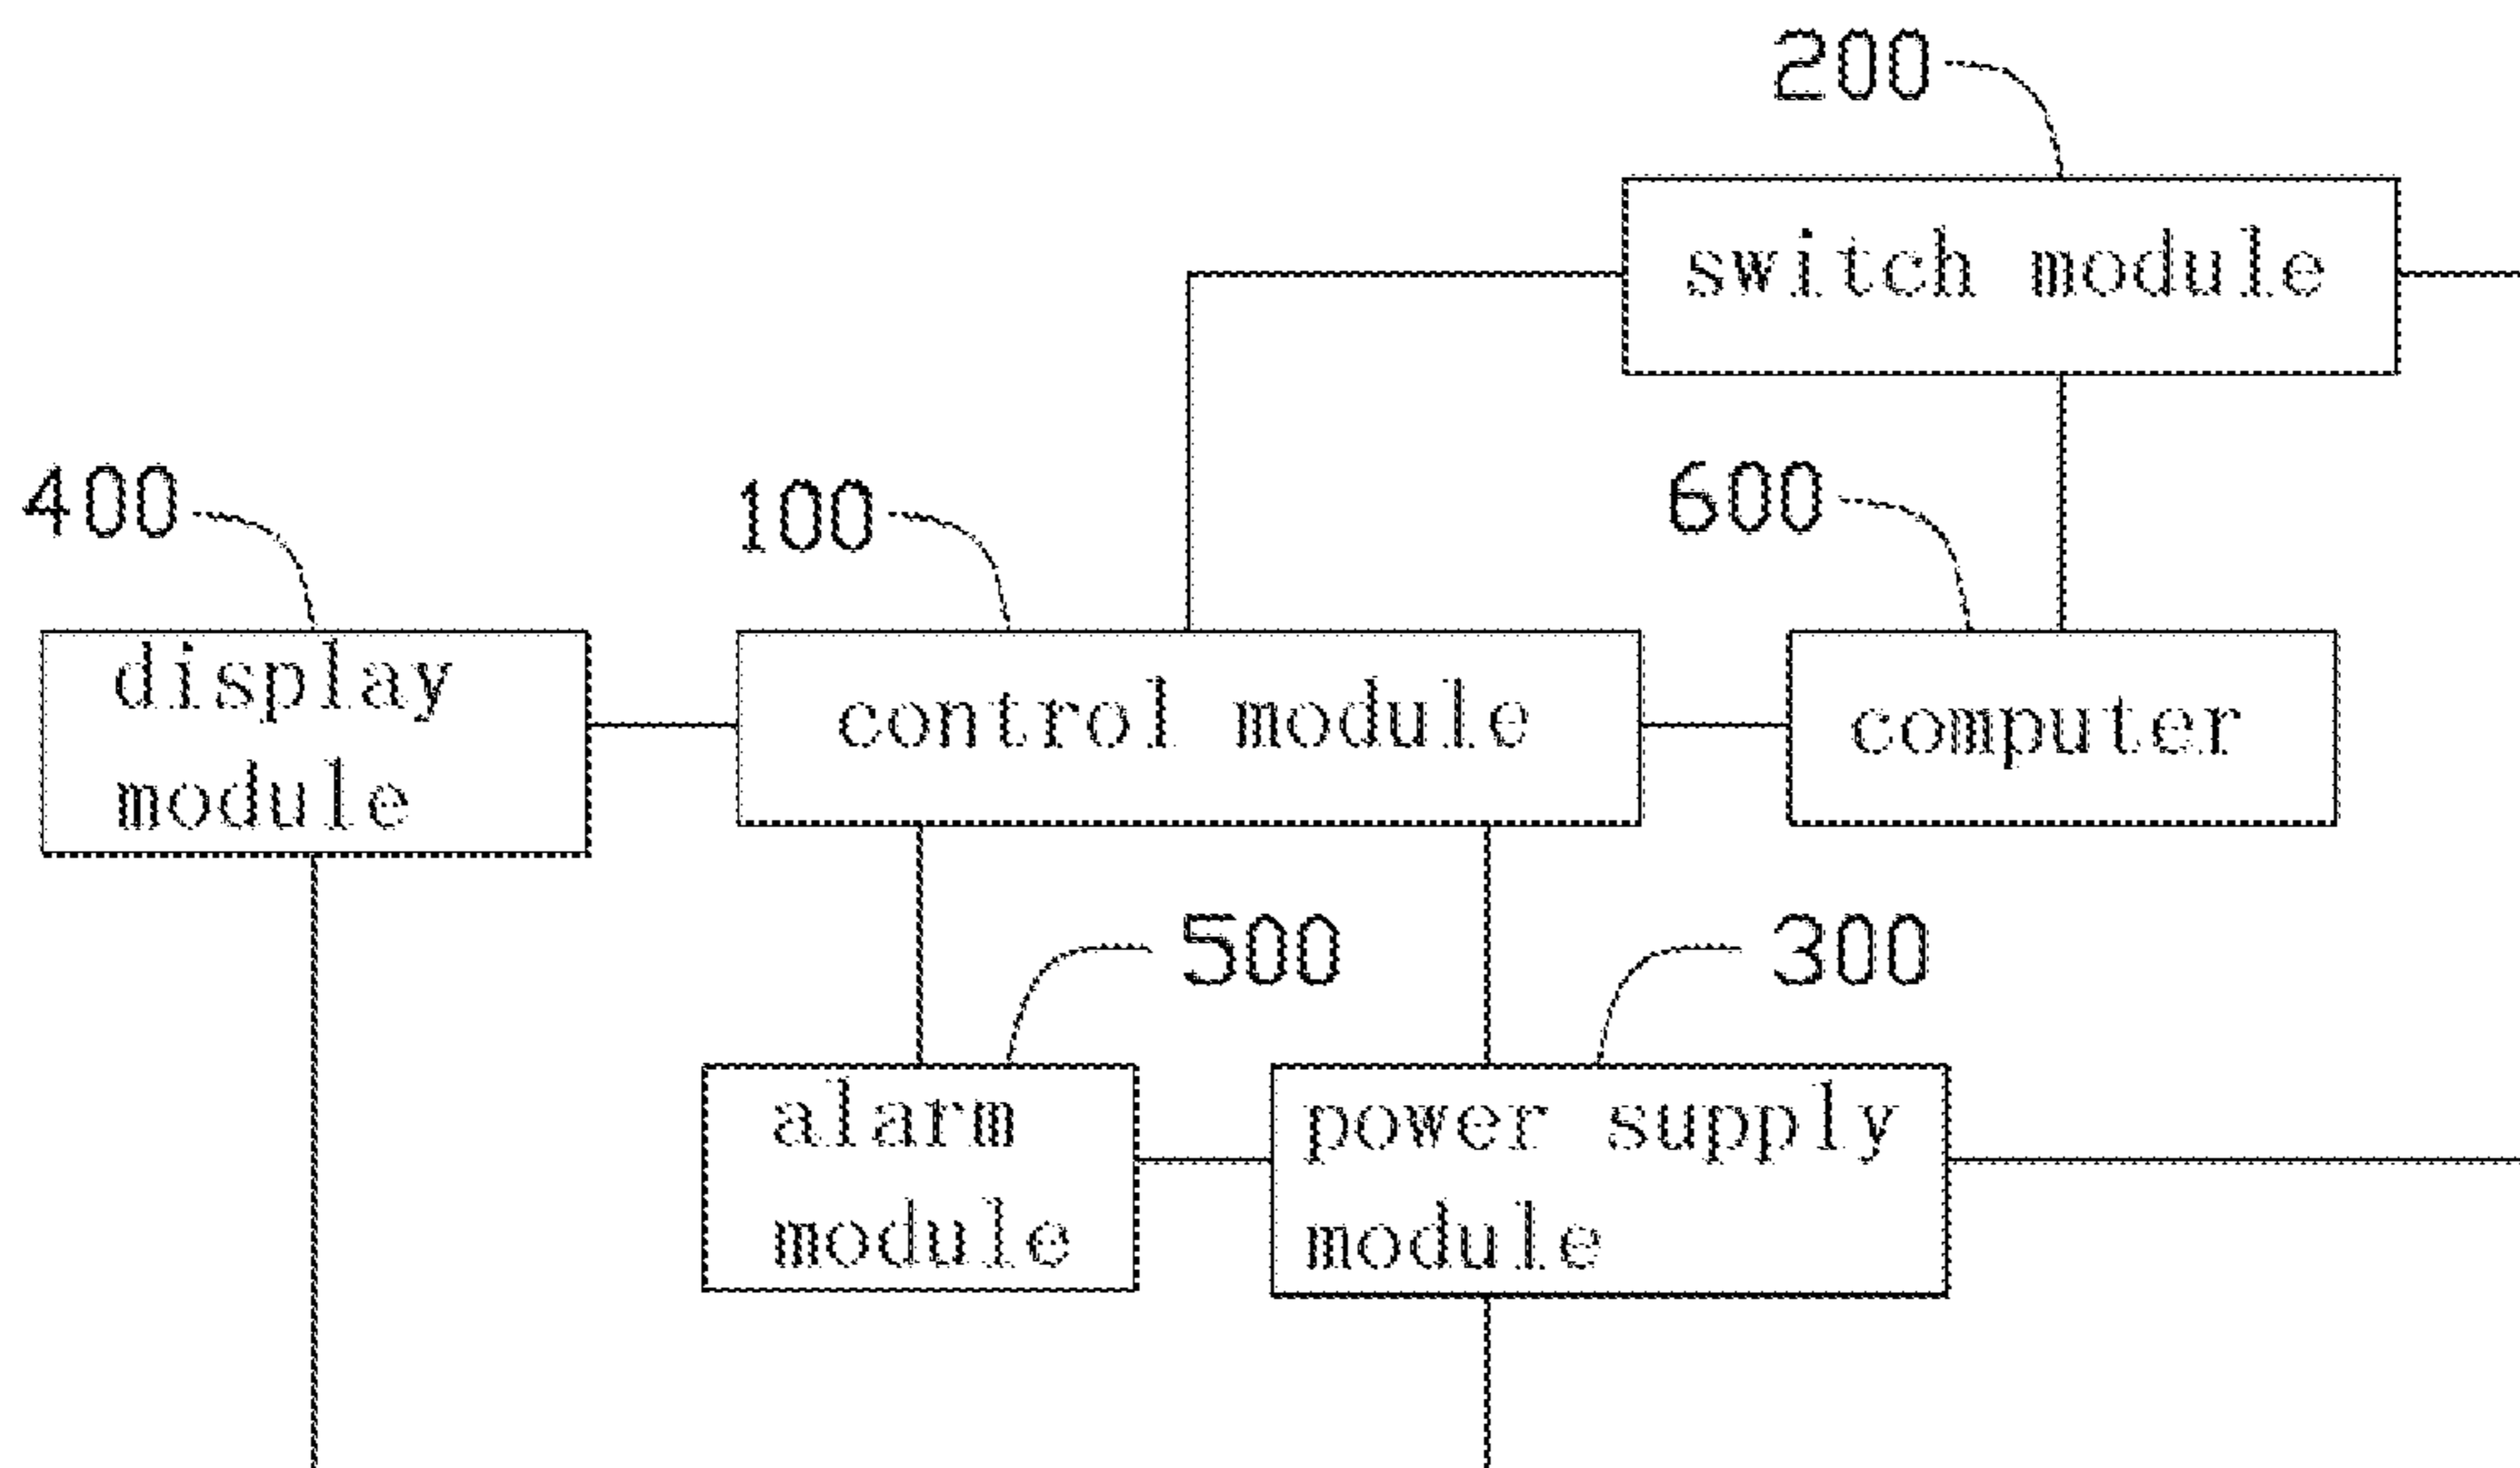 200
switch module
400
100
600
display
module
control module
computer
500
300
alarm
module
power supply
module